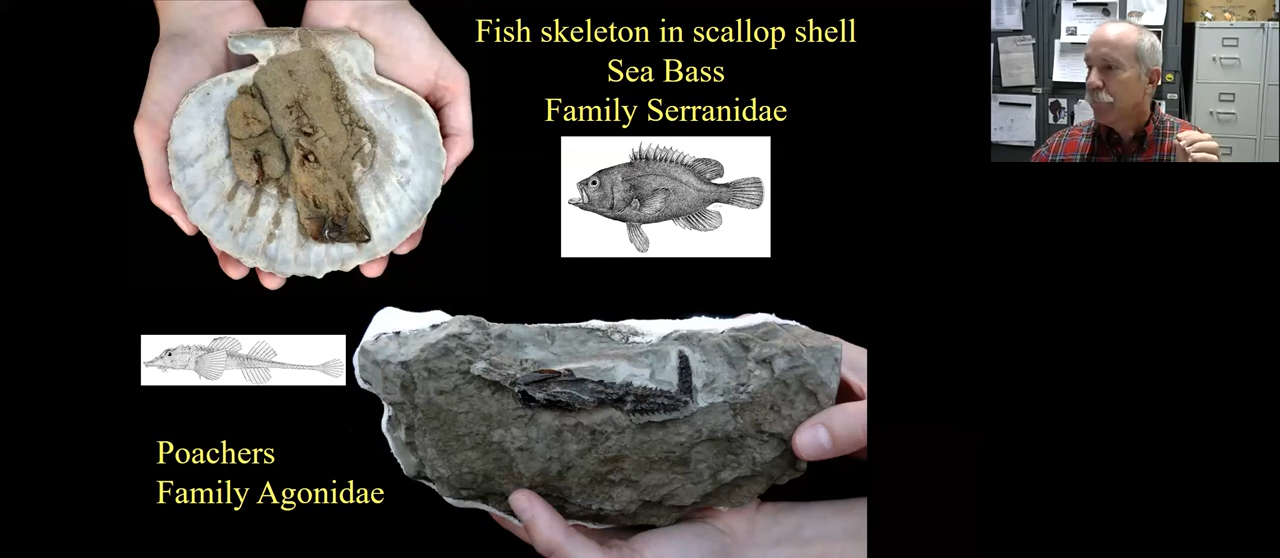 Fish skeleton in scallop shell
Sea Bass
Family Serranidae
Poachers
Family Agonidae